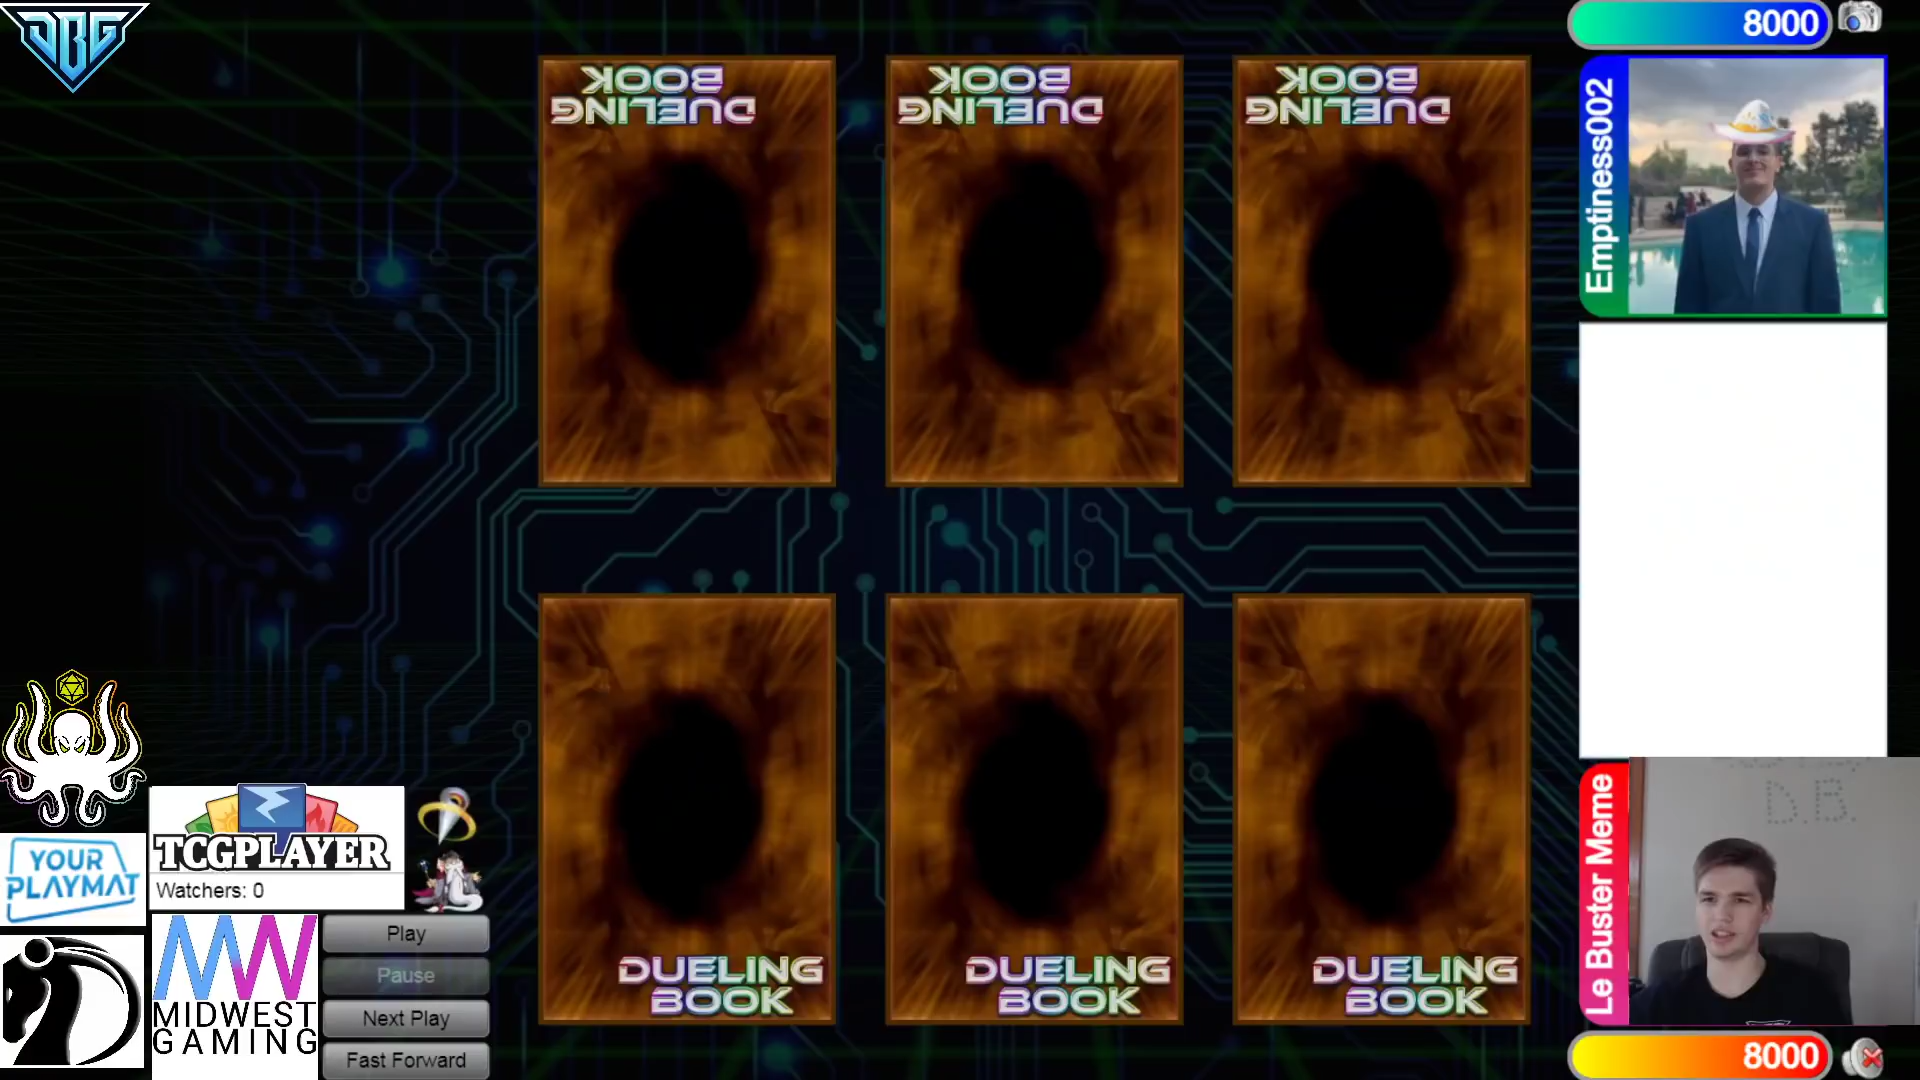 DBG
8000
BOOK
DUELING
BOOK
DUELING
BOOK
DUELING
Emptiness002
D.B.
TCGPLAYER
Watchers: 0
YOUR
PLAYMAT
MW
MIDWEST
GAMING
Play
Pause
Next Play
Fast Forward
DUELING
BOOK
DUELING
BOOK
DUELING
BOOK
Le Buster Meme
8000